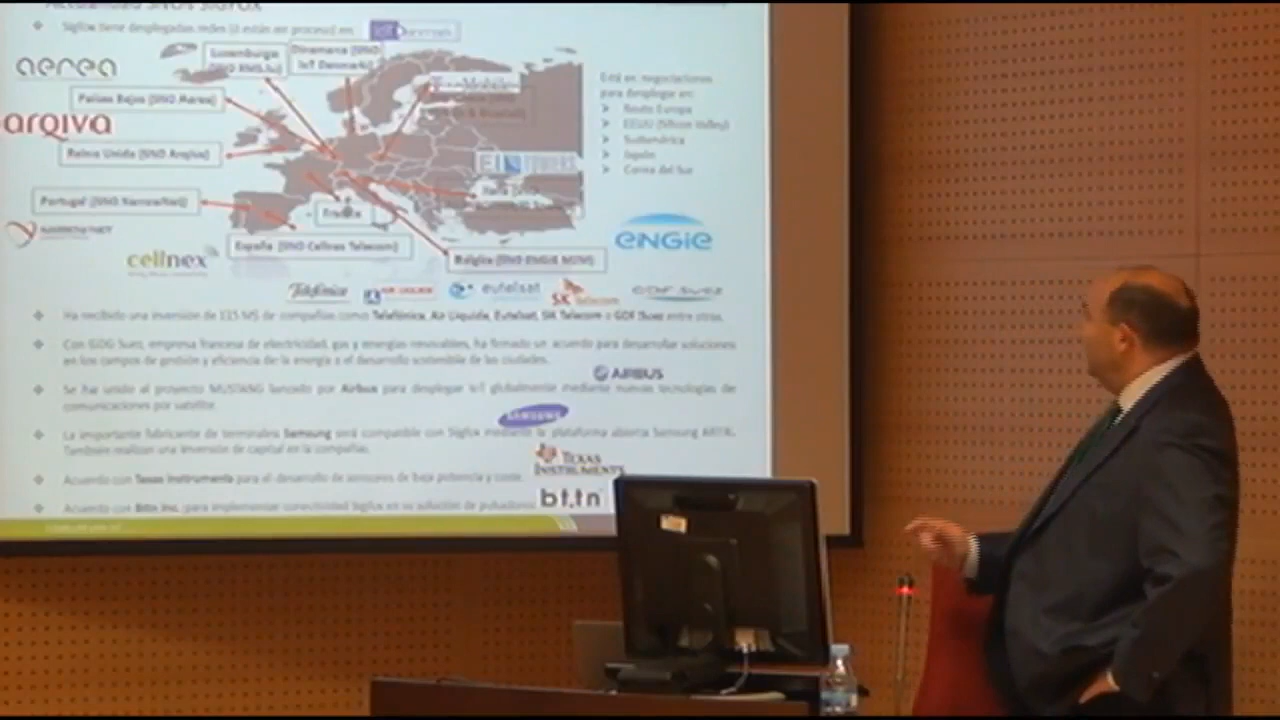 Actualidad SNOs SIGFOX
Sigfox tiene desplegadas redes (o están en proceso) en:
aerea
Luxemburgo
Dinamarca (SNO
IoT Denmark)
Países Bajos (SNO Aerea)
arqiva
Reino Unido (SNO Arqiva)
Portugal (SNO NarrowNet)
NARROWNET
cellnex
España (SNO Cellnex Telecom)
Francia
Bélgica (SNO ENGIE M2M)
Está en negociaciones
para desplegar en:
Resto Europa
EEUU (Silicon Valley)
Sudamérica
Japón
Corea del Sur
ENGIE
Telefónica
AIR LIQUIDE
eutelsat
SK telecom
GDF SUEZ
Ha recibido una inversión de 115 M$ de compañías como Telefónica, Air Liquide, Eutelsat, SK Telecom o GDF Suez entre otros.
Con GDG Suez, empresa francesa de electricidad, gas y energías renovables, ha firmado un acuerdo para desarrollar soluciones
en los campos de gestión y eficiencia de la energía o el desarrollo sostenible de las ciudades.
AIRBUS
Se ha unido al proyecto MUSTANG lanzado por Airbus para desplegar IoT globalmente mediante nuevas tecnologías de
comunicaciones por satélite.
SAMSUNG
La importante fabricante de terminales Samsung será compatible con Sigfox mediante la plataforma abierta Samsung ARTIK.
También realizan una inversión de capital en la compañía.
TEXAS
INSTRUMENTS
Acuerdo con Texas Instruments para el desarrollo de sensores de baja potencia y coste.
bt.tn
Acuerdo con Bttn Inc. para implementar conectividad Sigfox en su solución de pulsadores